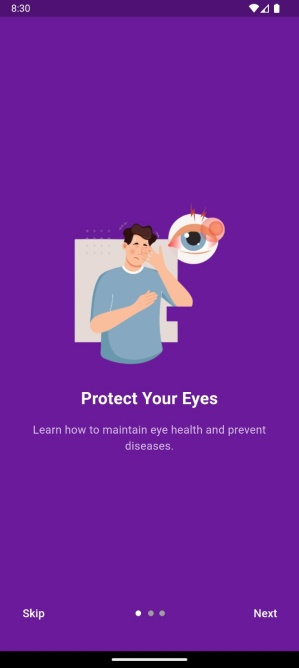 8:30
Protect Your Eyes
Learn how to maintain eye health and prevent
diseases.
Skip
Next